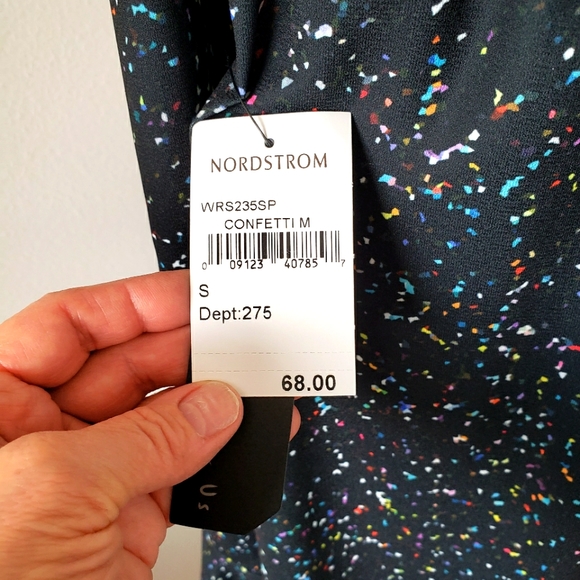 NORDSTROM
WRS235SP
CONFETTI M
0 09123 40785 7
S
Dept:275
68.00